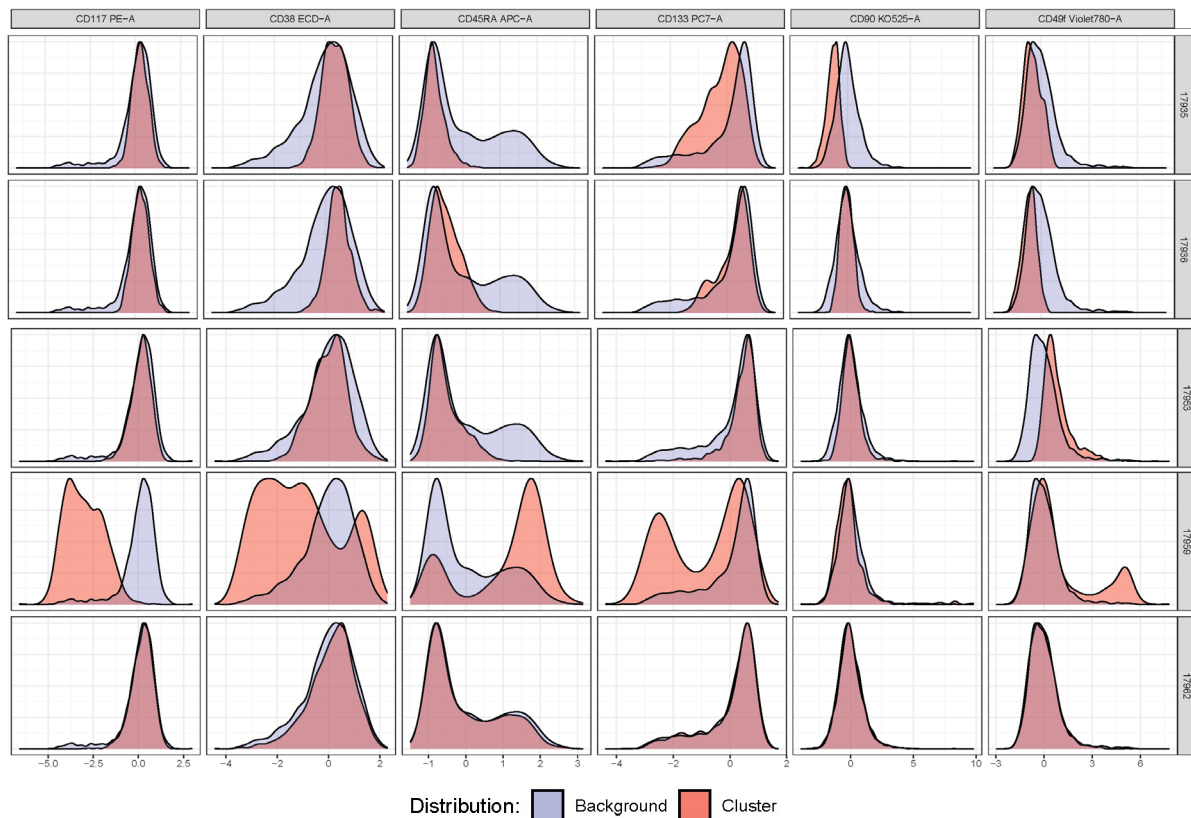 CD117 PE−A CD38 ECD−A CD45RA APC−A CD133 PC7−A CD90 KO525−A CD49f Violet780−A
17935
17936
17953
17959
17962
−5.0 −2.5 0.0 2.5 −4 −2 0 2 −1 0 1 2 3 −4 −2 0 2 0 5 10 −3 0 3 6
Distribution: Background Cluster